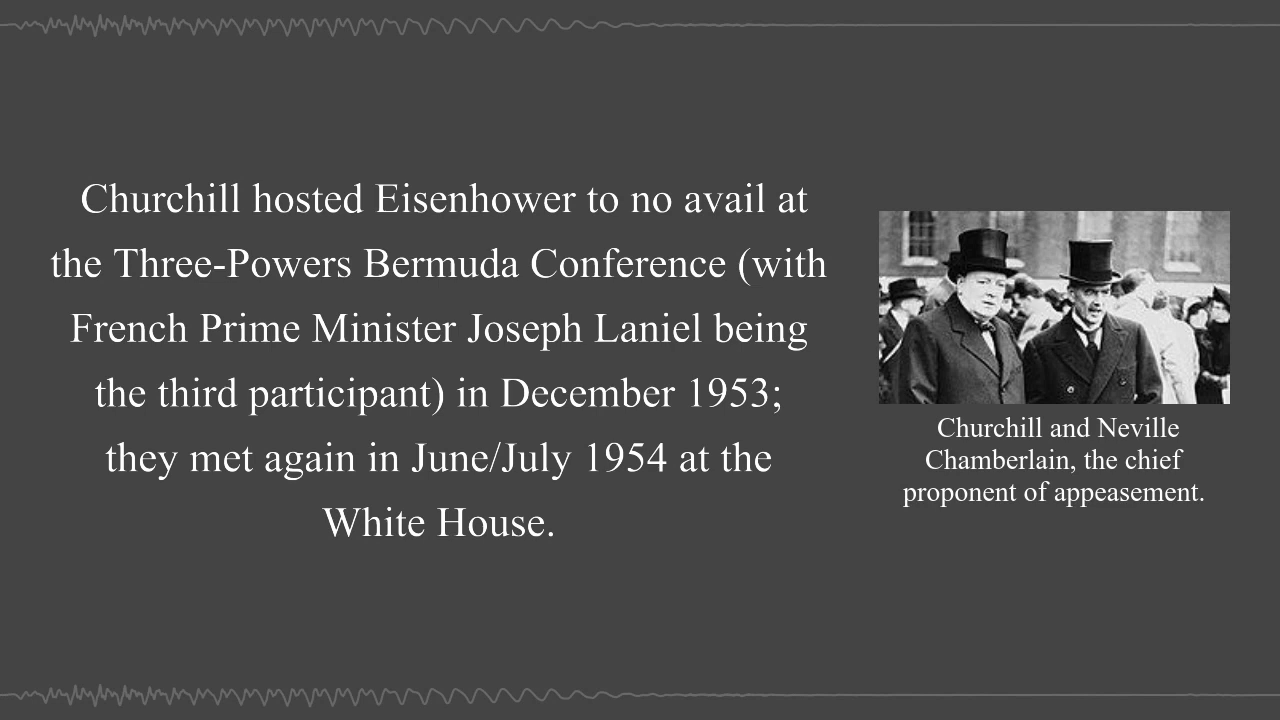 Churchill hosted Eisenhower to no avail at
the Three-Powers Bermuda Conference (with
French Prime Minister Joseph Laniel being
the third participant) in December 1953;
they met again in June/July 1954 at the
White House.
Churchill and Neville
Chamberlain, the chief
proponent of appeasement.